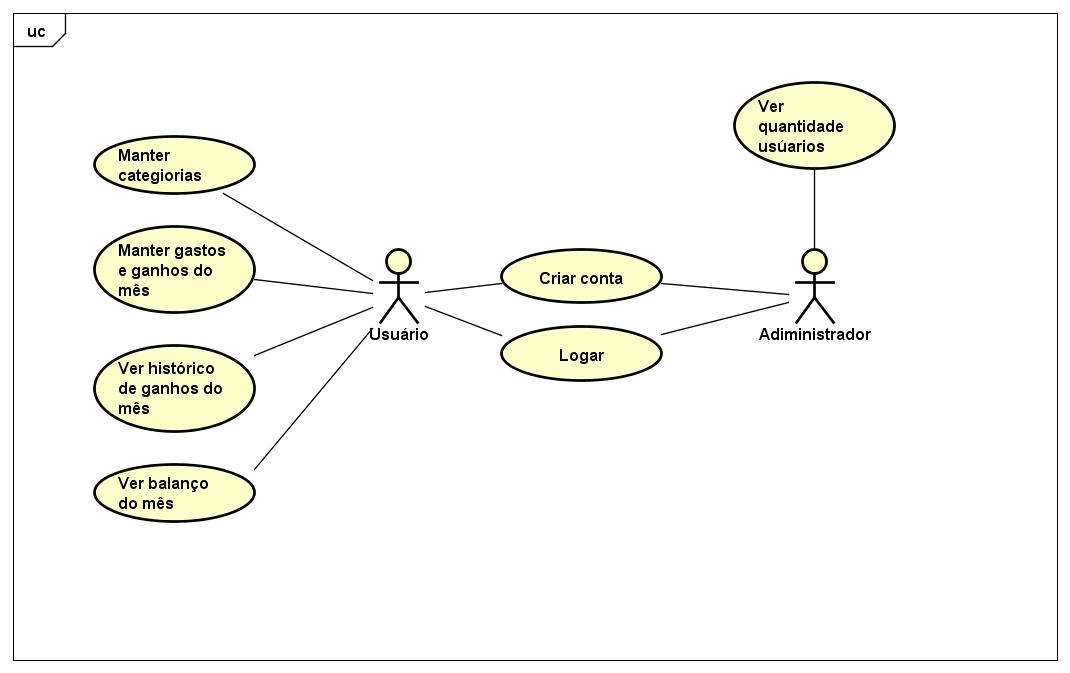 uc
Ver
quantidade
usúarios
Manter
categiorias
Manter gastos
e ganhos do
mês
Criar conta
Usuário
Adiministrador
Logar
Ver histórico
de ganhos do
mês
Ver balanço
do mês